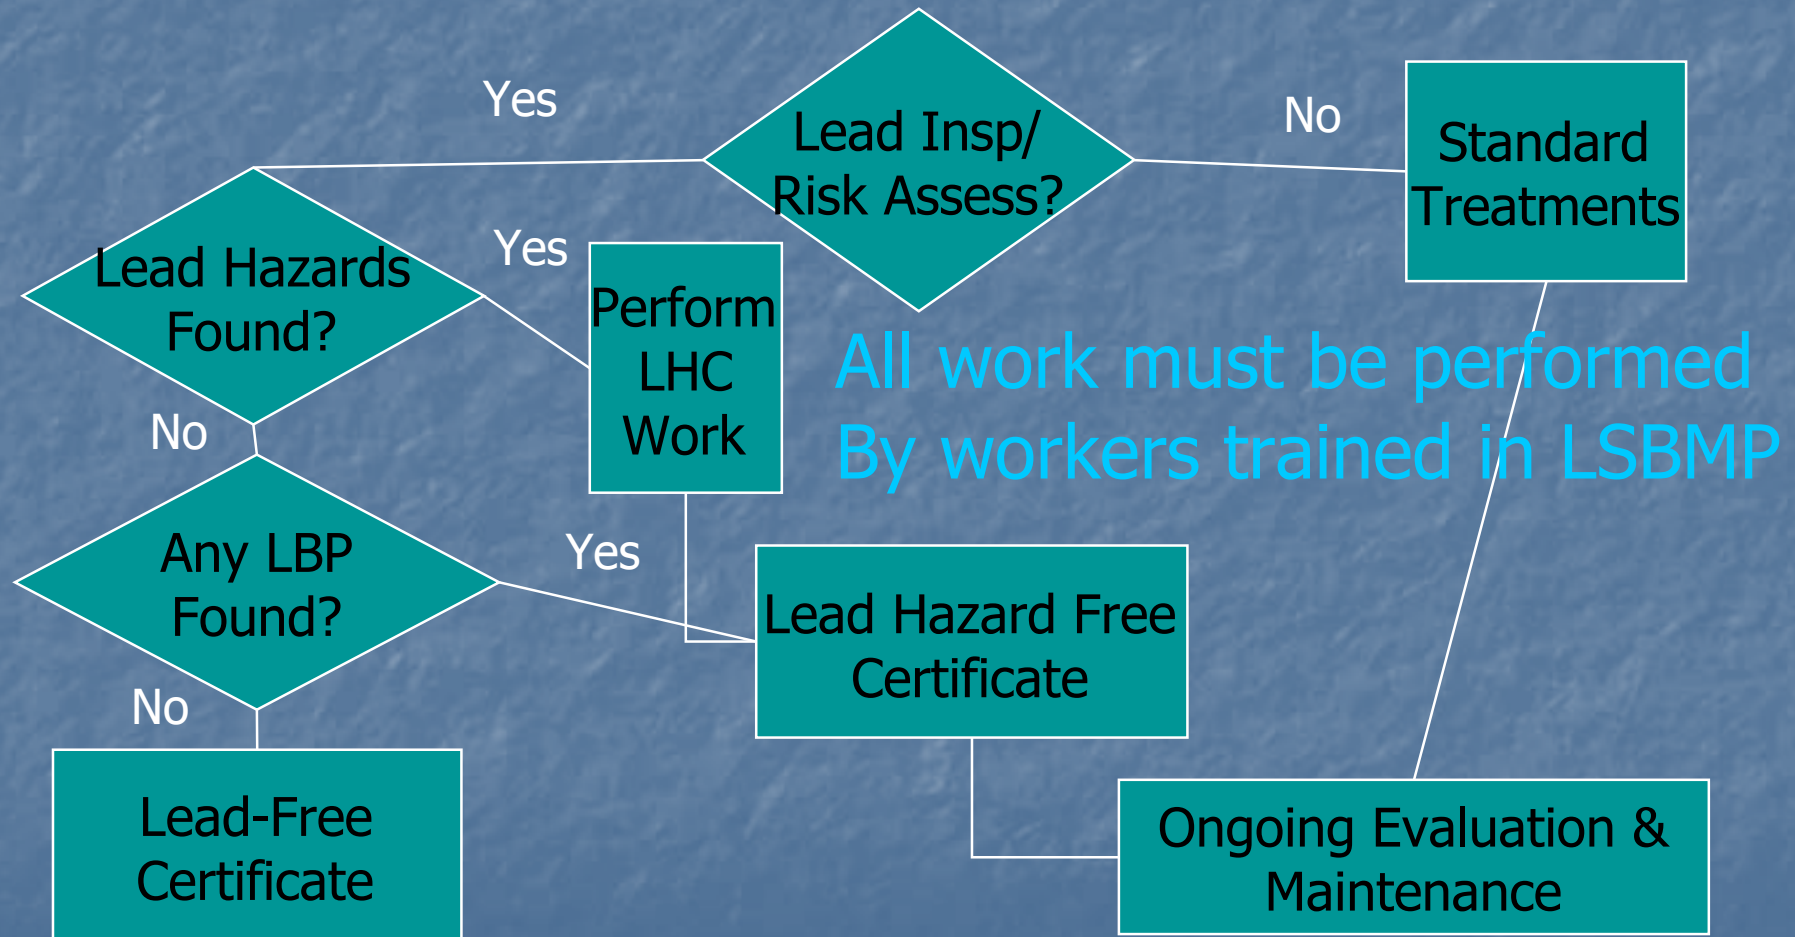 Yes
Lead Insp/
Risk Assess?
No
Standard
Treatments
Lead Hazards
Found?
Yes
Perform
LHC
Work
All work must be performed
By workers trained in LSBMP
No
Any LBP
Found?
Yes
Lead Hazard Free
Certificate
No
Lead-Free
Certificate
Ongoing Evaluation &
Maintenance